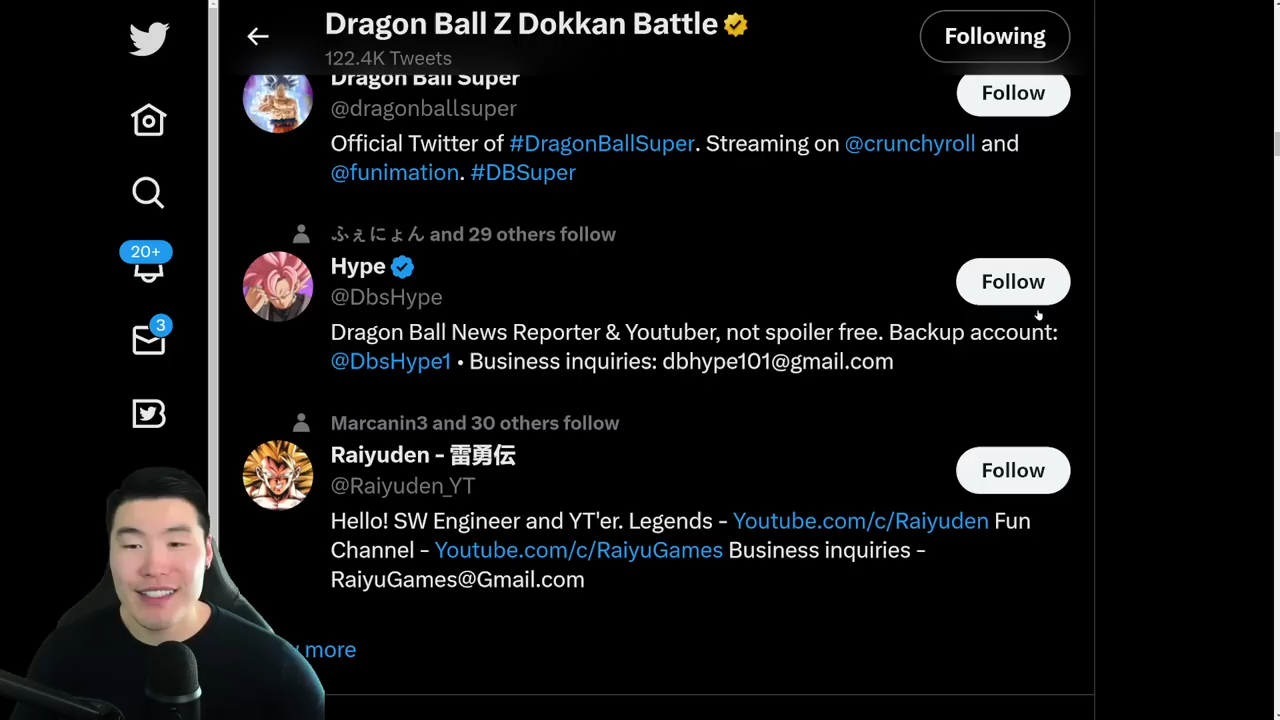 Dragon Ball Z Dokkan Battle
122.4K Tweets
Following
Dragon Ball Super
@dragonballsuper
Follow
Official Twitter of #DragonBallSuper. Streaming on @crunchyroll and
@funimation. #DBSuper
20+
ふぇにょん and 29 others follow
Hype
@DbsHype
Follow
3
Dragon Ball News Reporter & Youtuber, not spoiler free. Backup account:
@DbsHype1 • Business inquiries: dbhype101@gmail.com
Marcanin3 and 30 others follow
Raiyuden - 雷勇伝
@Raiyuden_YT
Follow
Hello! SW Engineer and YT'er. Legends - Youtube.com/c/Raiyuden Fun
Channel - Youtube.com/c/RaiyuGames Business inquiries -
RaiyuGames@Gmail.com
more